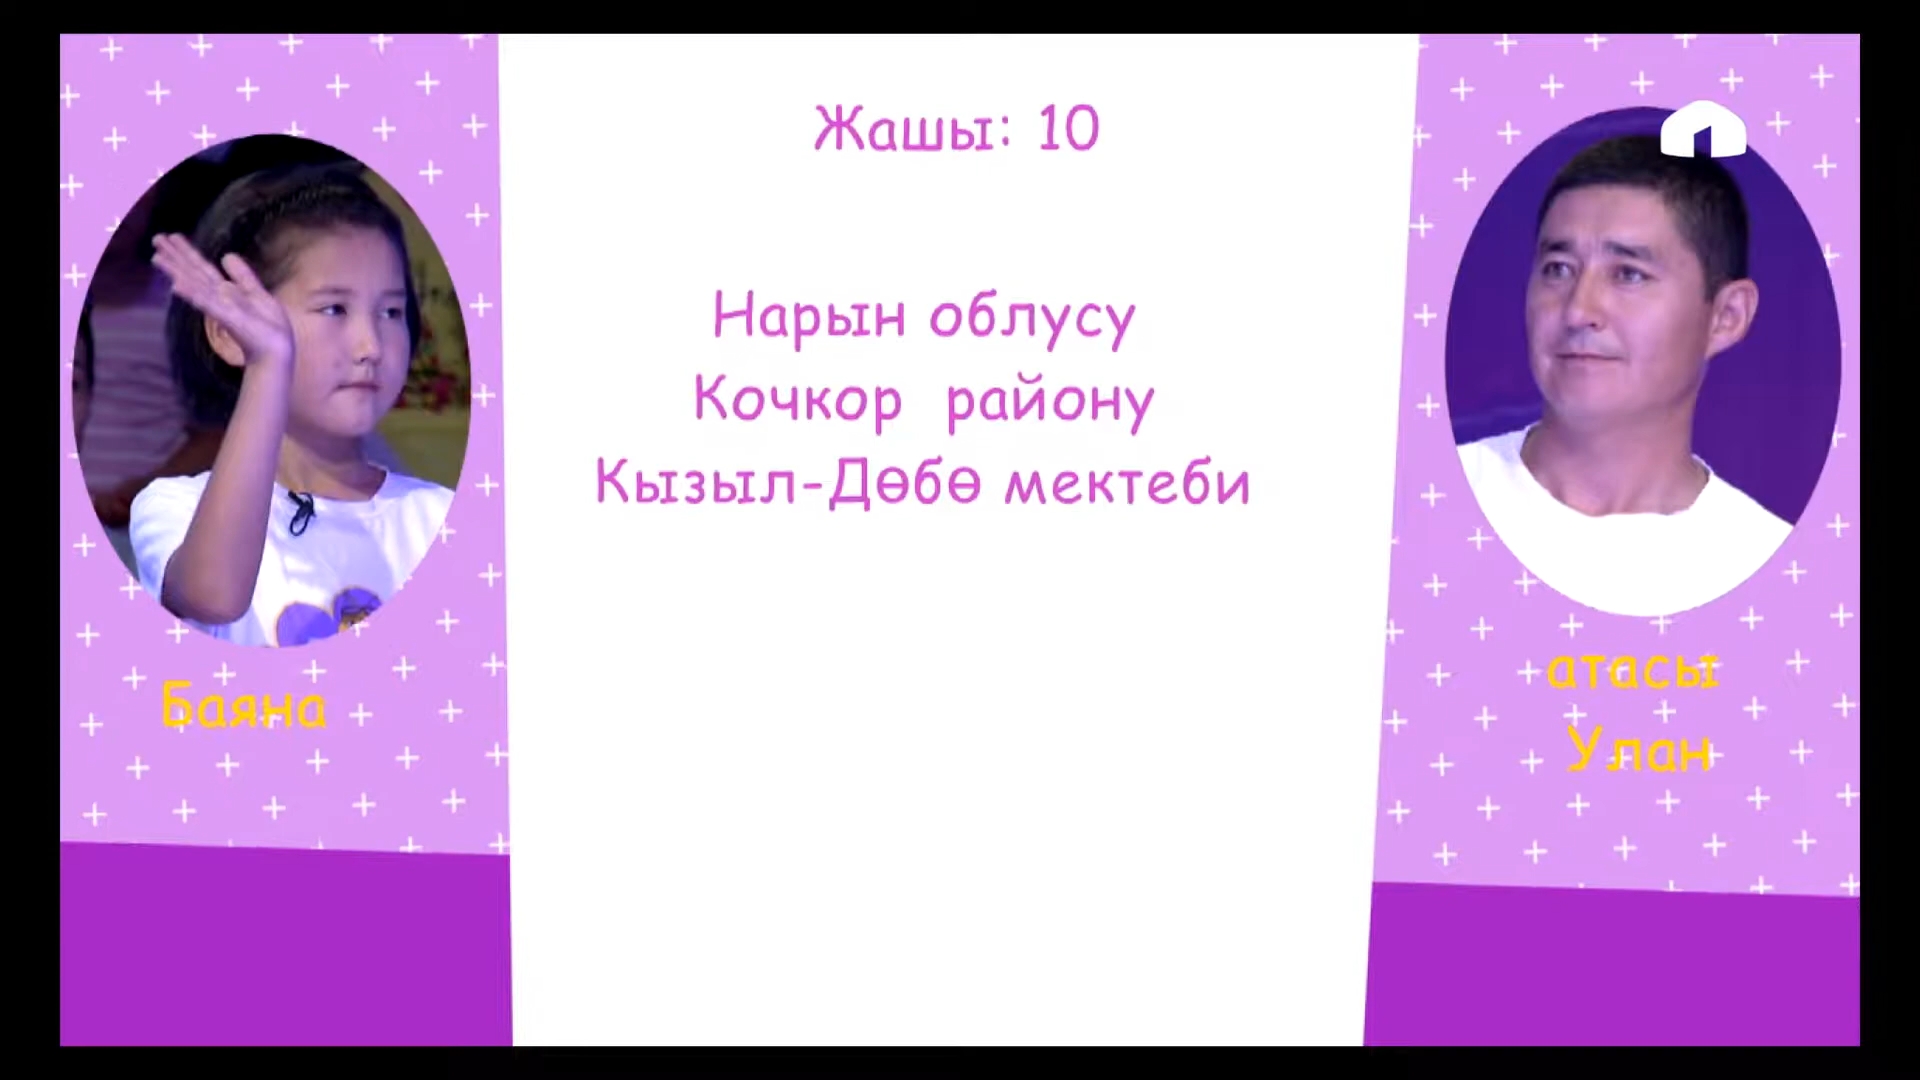 Жашы: 10
Нарын облусу
Кочкор району
Кызыл-Дөбө мектеби
Баяна
атасы
Улан